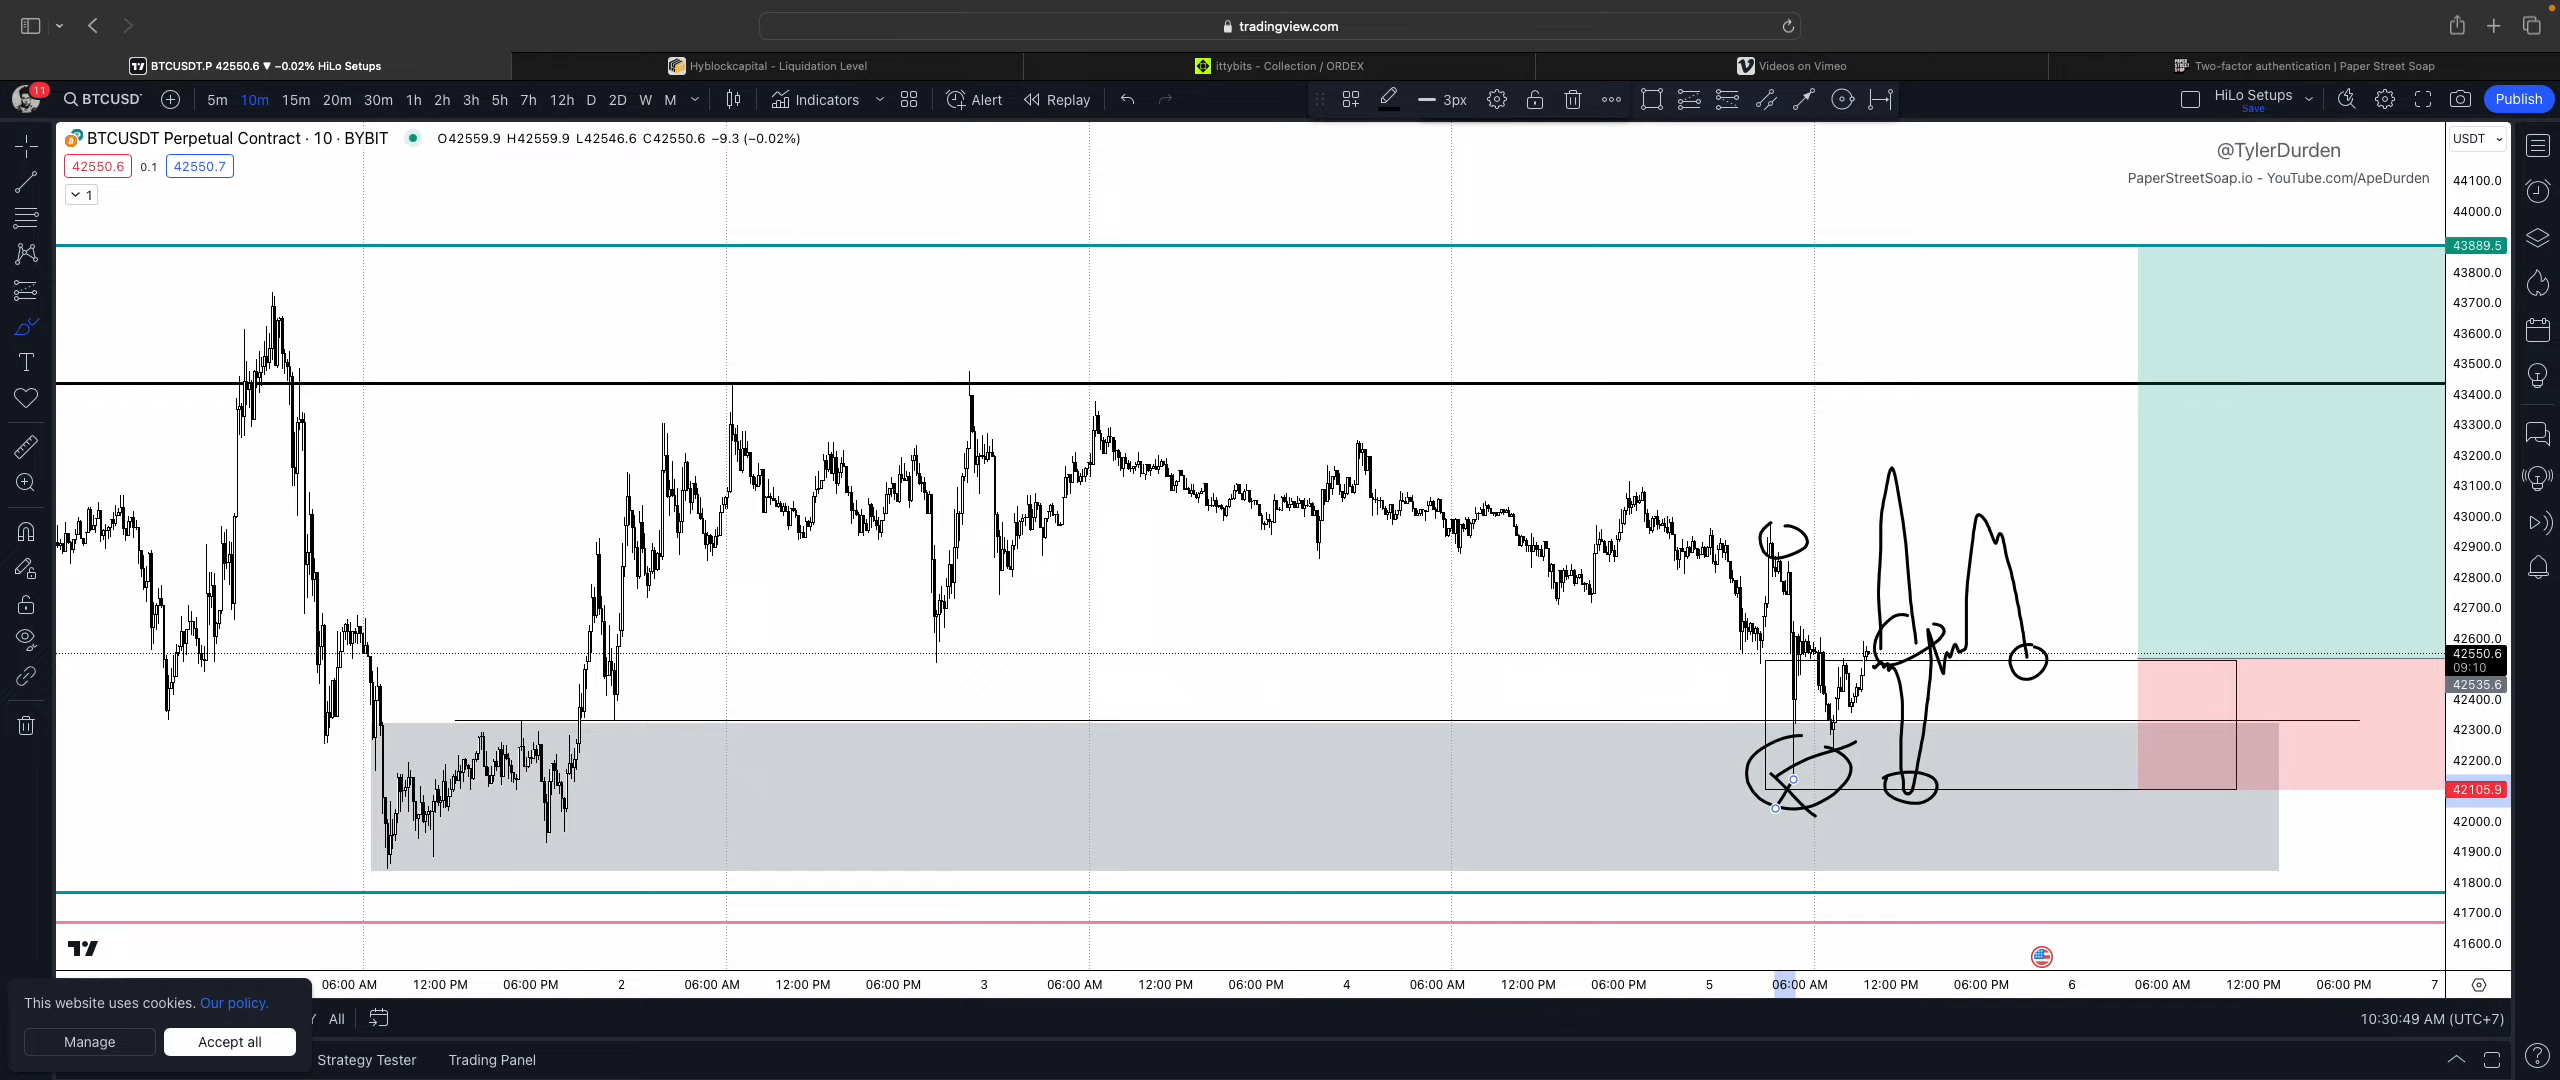 tradingview.com
BTCUSDT.P 42550.6 ▼ −0.02% HiLo Setups
Hyblockcapital - Liquidation Level
ittybits - Collection / ORDEX
Videos on Vimeo
Two-factor authentication | Paper Street Soap
11
BTCUSD
5m 10m 15m 20m 30m 1h 2h 3h 5h 7h 12h D 2D W M
Indicators
Alert
Replay
3px
HiLo Setups
Save
Publish
BTCUSDT Perpetual Contract · 10 · BYBIT
O42559.9 H42559.9 L42546.6 C42550.6 −9.3 (−0.02%)
USDT
42550.6 0.1 42550.7
1
@TylerDurden
PaperStreetSoap.io - YouTube.com/ApeDurden
44100.0
44000.0
43889.5
43800.0
43700.0
43600.0
43500.0
43400.0
43300.0
43200.0
43100.0
43000.0
42900.0
42800.0
42700.0
42600.0
42550.6
09:10
42535.6
42400.0
42300.0
42200.0
42105.9
42000.0
41900.0
41800.0
41700.0
41600.0
06:00 AM 12:00 PM 06:00 PM 2 06:00 AM 12:00 PM 06:00 PM 3 06:00 AM 12:00 PM 06:00 PM 4 06:00 AM 12:00 PM 06:00 PM 5 06:00 AM 12:00 PM 06:00 PM 6 06:00 AM 12:00 PM 06:00 PM 7
This website uses cookies. Our policy.
Manage
Accept all
All
10:30:49 AM (UTC+7)
Strategy Tester
Trading Panel